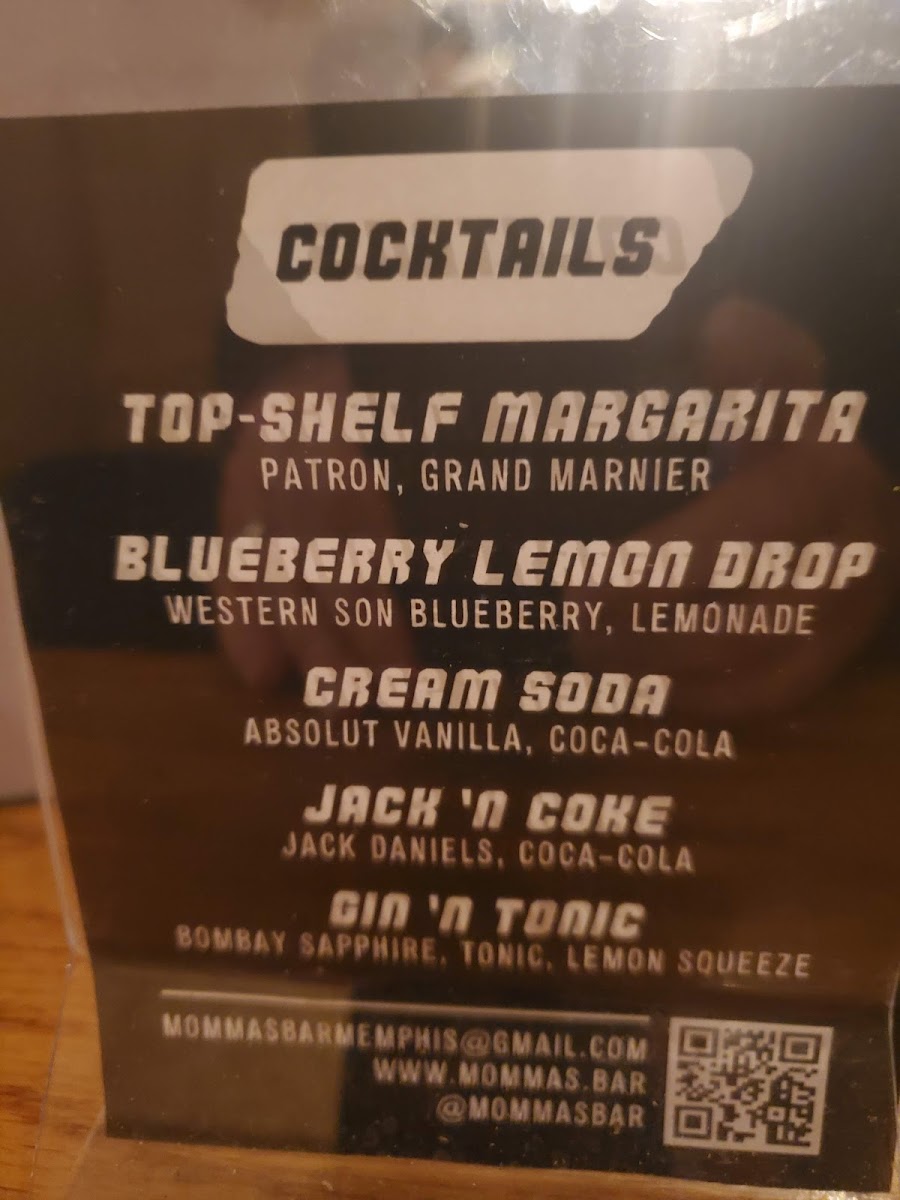 COCKTAILS
TOP-SHELF MARGARITA
PATRON, GRAND MARNIER
BLUEBERRY LEMON DROP
WESTERN SON BLUEBERRY, LEMONADE
CREAM SODA
ABSOLUT VANILLA, COCA-COLA
JACK 'N COKE
JACK DANIELS, COCA-COLA
GIN 'N TONIC
BOMBAY SAPPHIRE, TONIC, LEMON SQUEEZE
MOMMASBARMEMPHIS@GMAIL.COM
WWW.MOMMAS.BAR
@MOMMASBAR